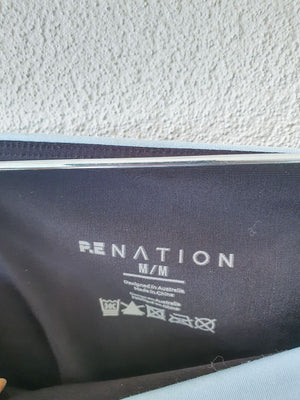 P.E NATION
M/M
Designed in Australia
Made in China